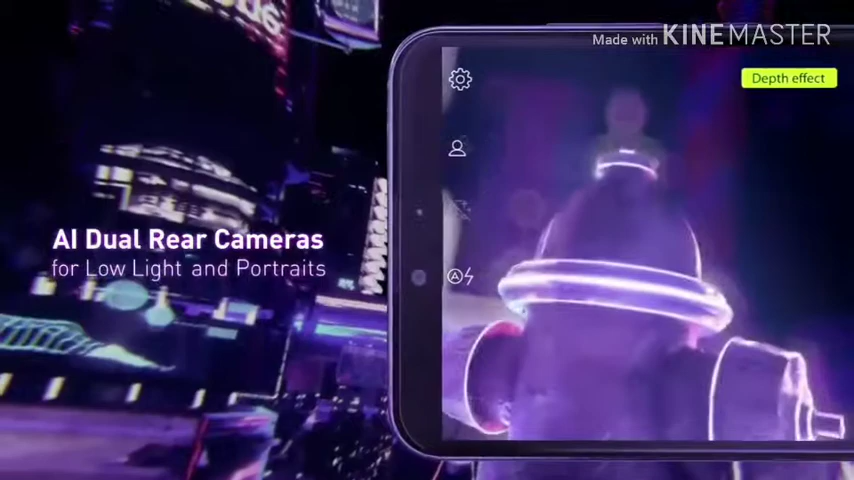 Made with KINEMASTER
Depth effect
AI Dual Rear Cameras
for Low Light and Portraits